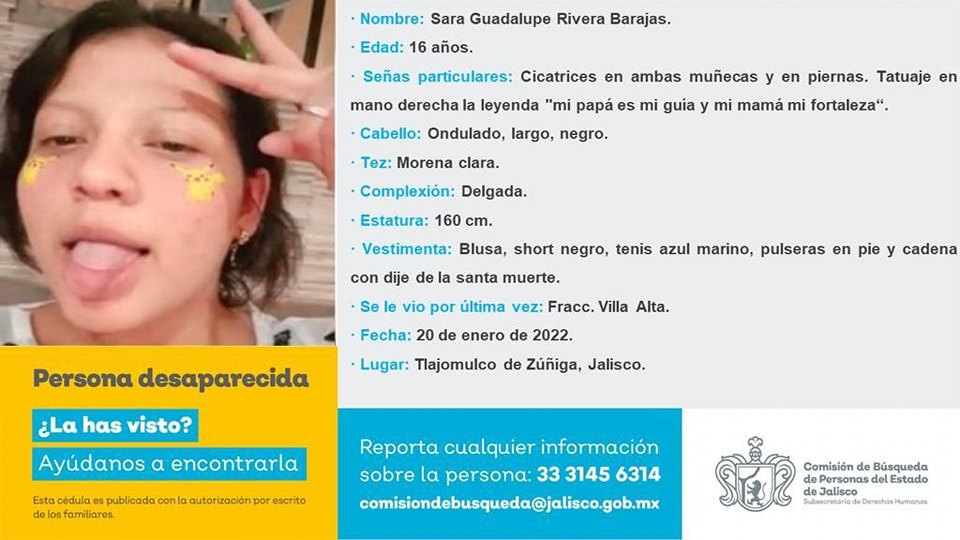 · Nombre: Sara Guadalupe Rivera Barajas.
· Edad: 16 años.
· Señas particulares: Cicatrices en ambas muñecas y en piernas. Tatuaje en
mano derecha la leyenda "mi papá es mi guía y mi mamá mi fortaleza“.
· Cabello: Ondulado, largo, negro.
· Tez: Morena clara.
· Complexión: Delgada.
· Estatura: 160 cm.
· Vestimenta: Blusa, short negro, tenis azul marino, pulseras en pie y cadena
con dije de la santa muerte.
· Se le vio por última vez: Fracc. Villa Alta.
· Fecha: 20 de enero de 2022.
· Lugar: Tlajomulco de Zúñiga, Jalisco.
Persona desaparecida
¿La has visto?
Ayúdanos a encontrarla
Esta cédula es publicada con la autorización por escrito
de los familiares.
Reporta cualquier información
sobre la persona: 33 3145 6314
comisiondebusqueda@jalisco.gob.mx
Comisión de Búsqueda
de Personas del Estado
de Jalisco
Subsecretaría de Derechos Humanos